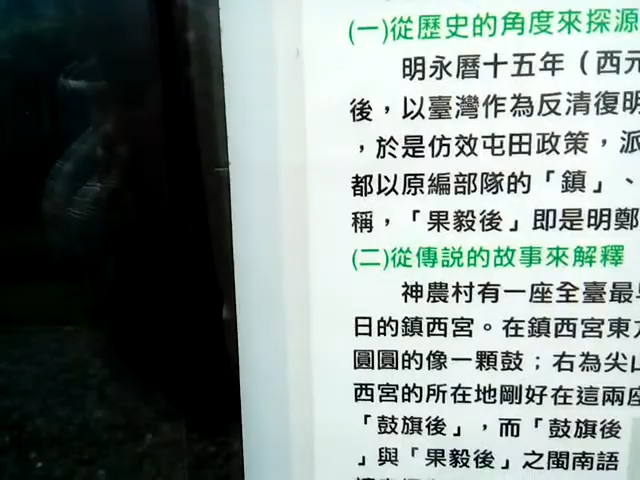 (一)從歷史的角度來探源
明永曆十五年（西元
後，以臺灣作為反清復明
，於是仿效屯田政策，派
都以原編部隊的「鎮」、
稱，「果毅後」即是明鄭
(二)從傳說的故事來解釋
神農村有一座全臺最
日的鎮西宮。在鎮西宮東
圓圓的像一顆鼓；右為尖山
西宮的所在地剛好在這兩座
「鼓旗後」，而「鼓旗後
」與「果毅後」之閩南語